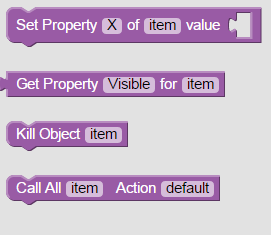 Set Property X of item value
Get Property Visible for item
Kill Object item
Call All item Action default